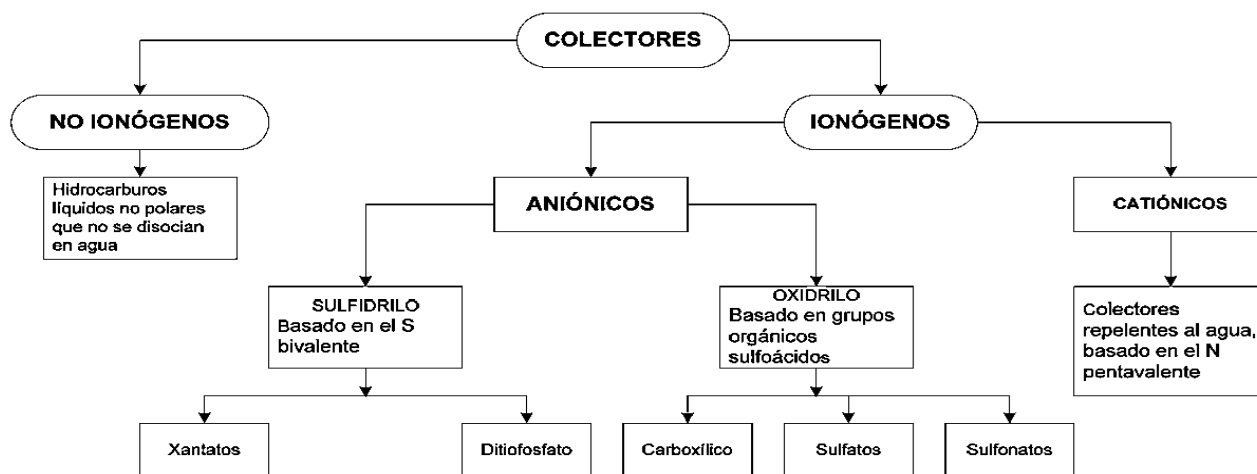 COLECTORES
NO IONÓGENOS
IONÓGENOS
Hidrocarburos
líquidos no polares
que no se disocian
en agua
ANIÓNICOS
CATIÓNICOS
SULFIDRILO
Basado en el S
bivalente
OXIDRILO
Basado en grupos
orgánicos
sulfoácidos
Colectores
repelentes al agua,
basado en el N
pentavalente
Xantatos
Ditiofosfato
Carboxílico
Sulfatos
Sulfonatos